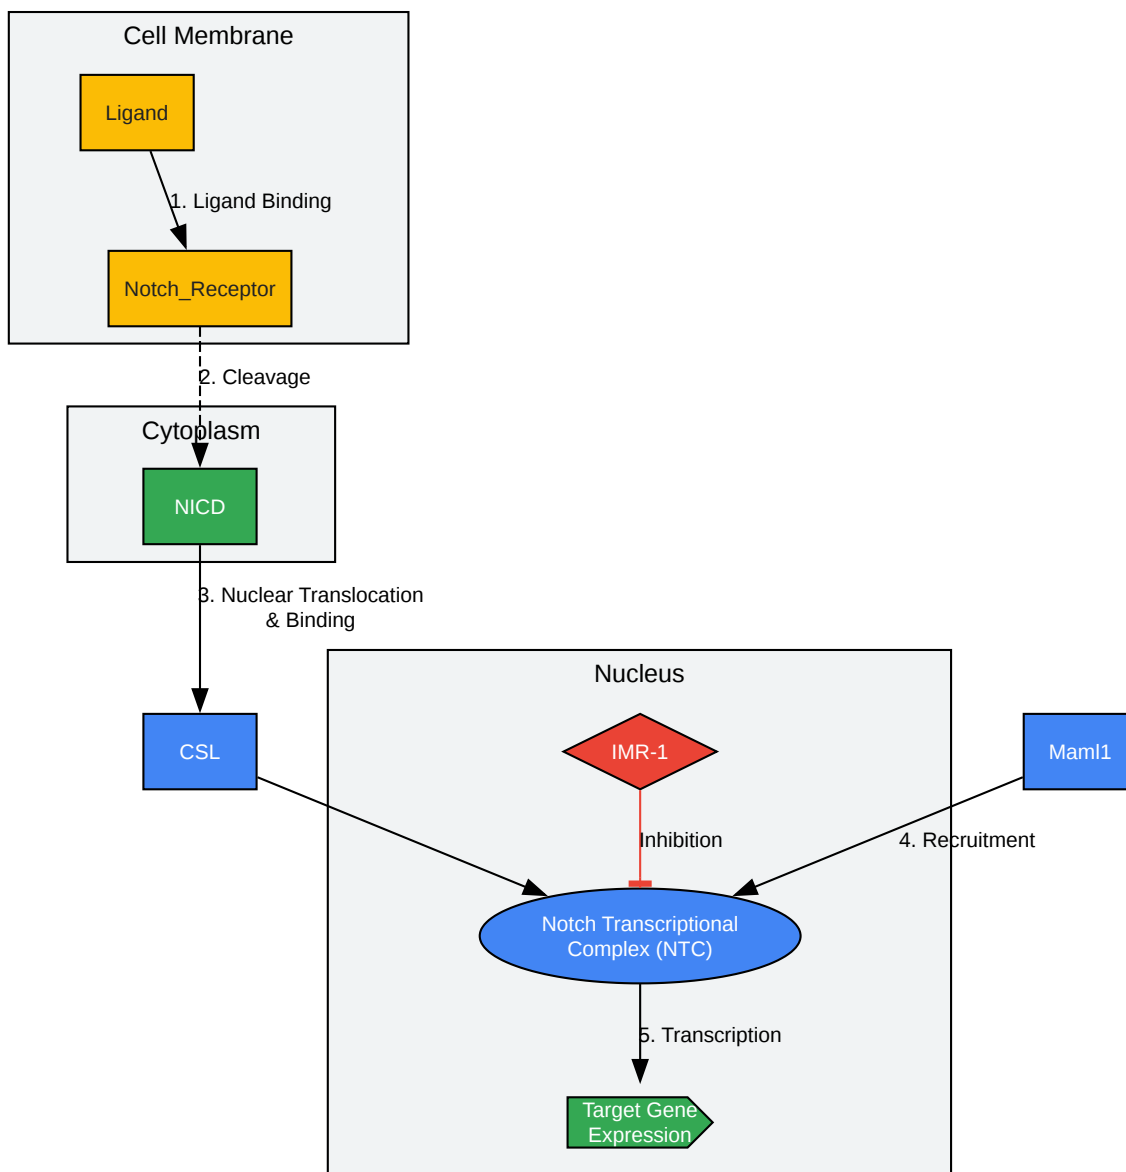 Cell Membrane
Ligand
1. Ligand Binding
Notch_Receptor
2. Cleavage
Cytoplasm
NICD
3. Nuclear Translocation
& Binding
Nucleus
CSL
IMR-1
Maml1
Inhibition
4. Recruitment
Notch Transcriptional
Complex (NTC)
5. Transcription
Target Gene
Expression